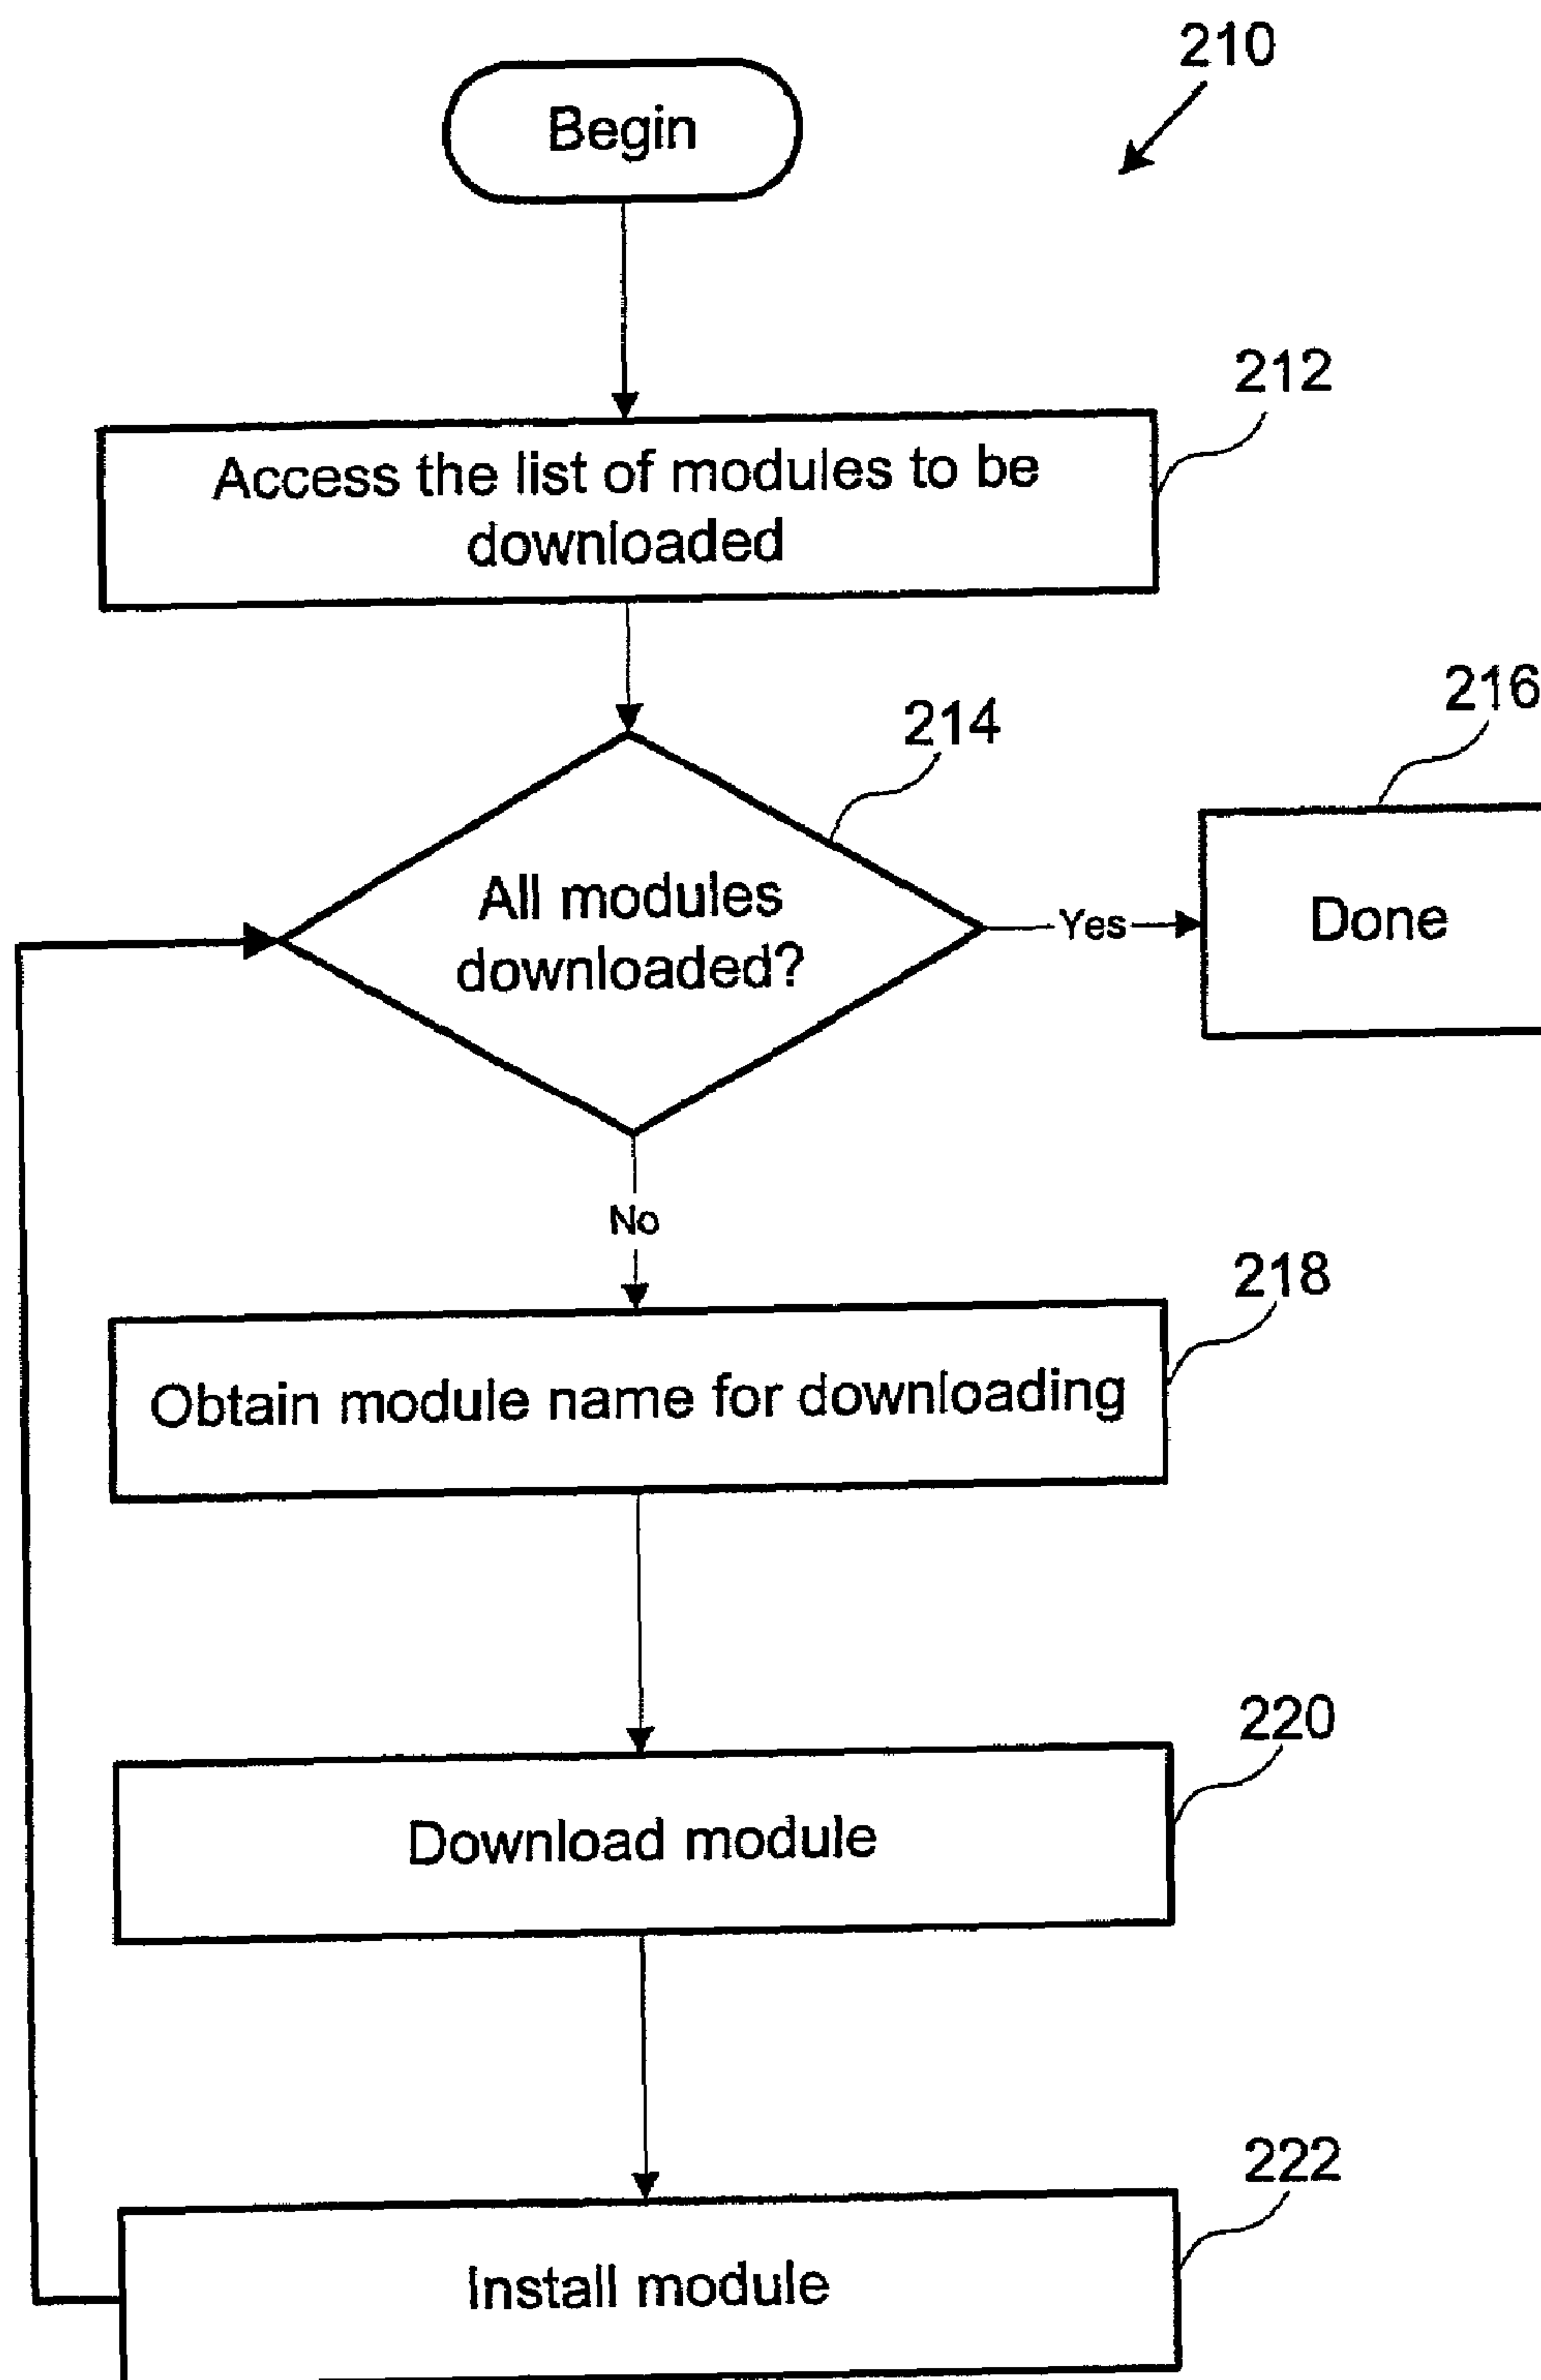 210
Begin
212
Access the list of modules to be
downloaded
214
216
All modules
downloaded?
Yes
Done
No
218
Obtain module name for downloading
220
Download module
222
Install module